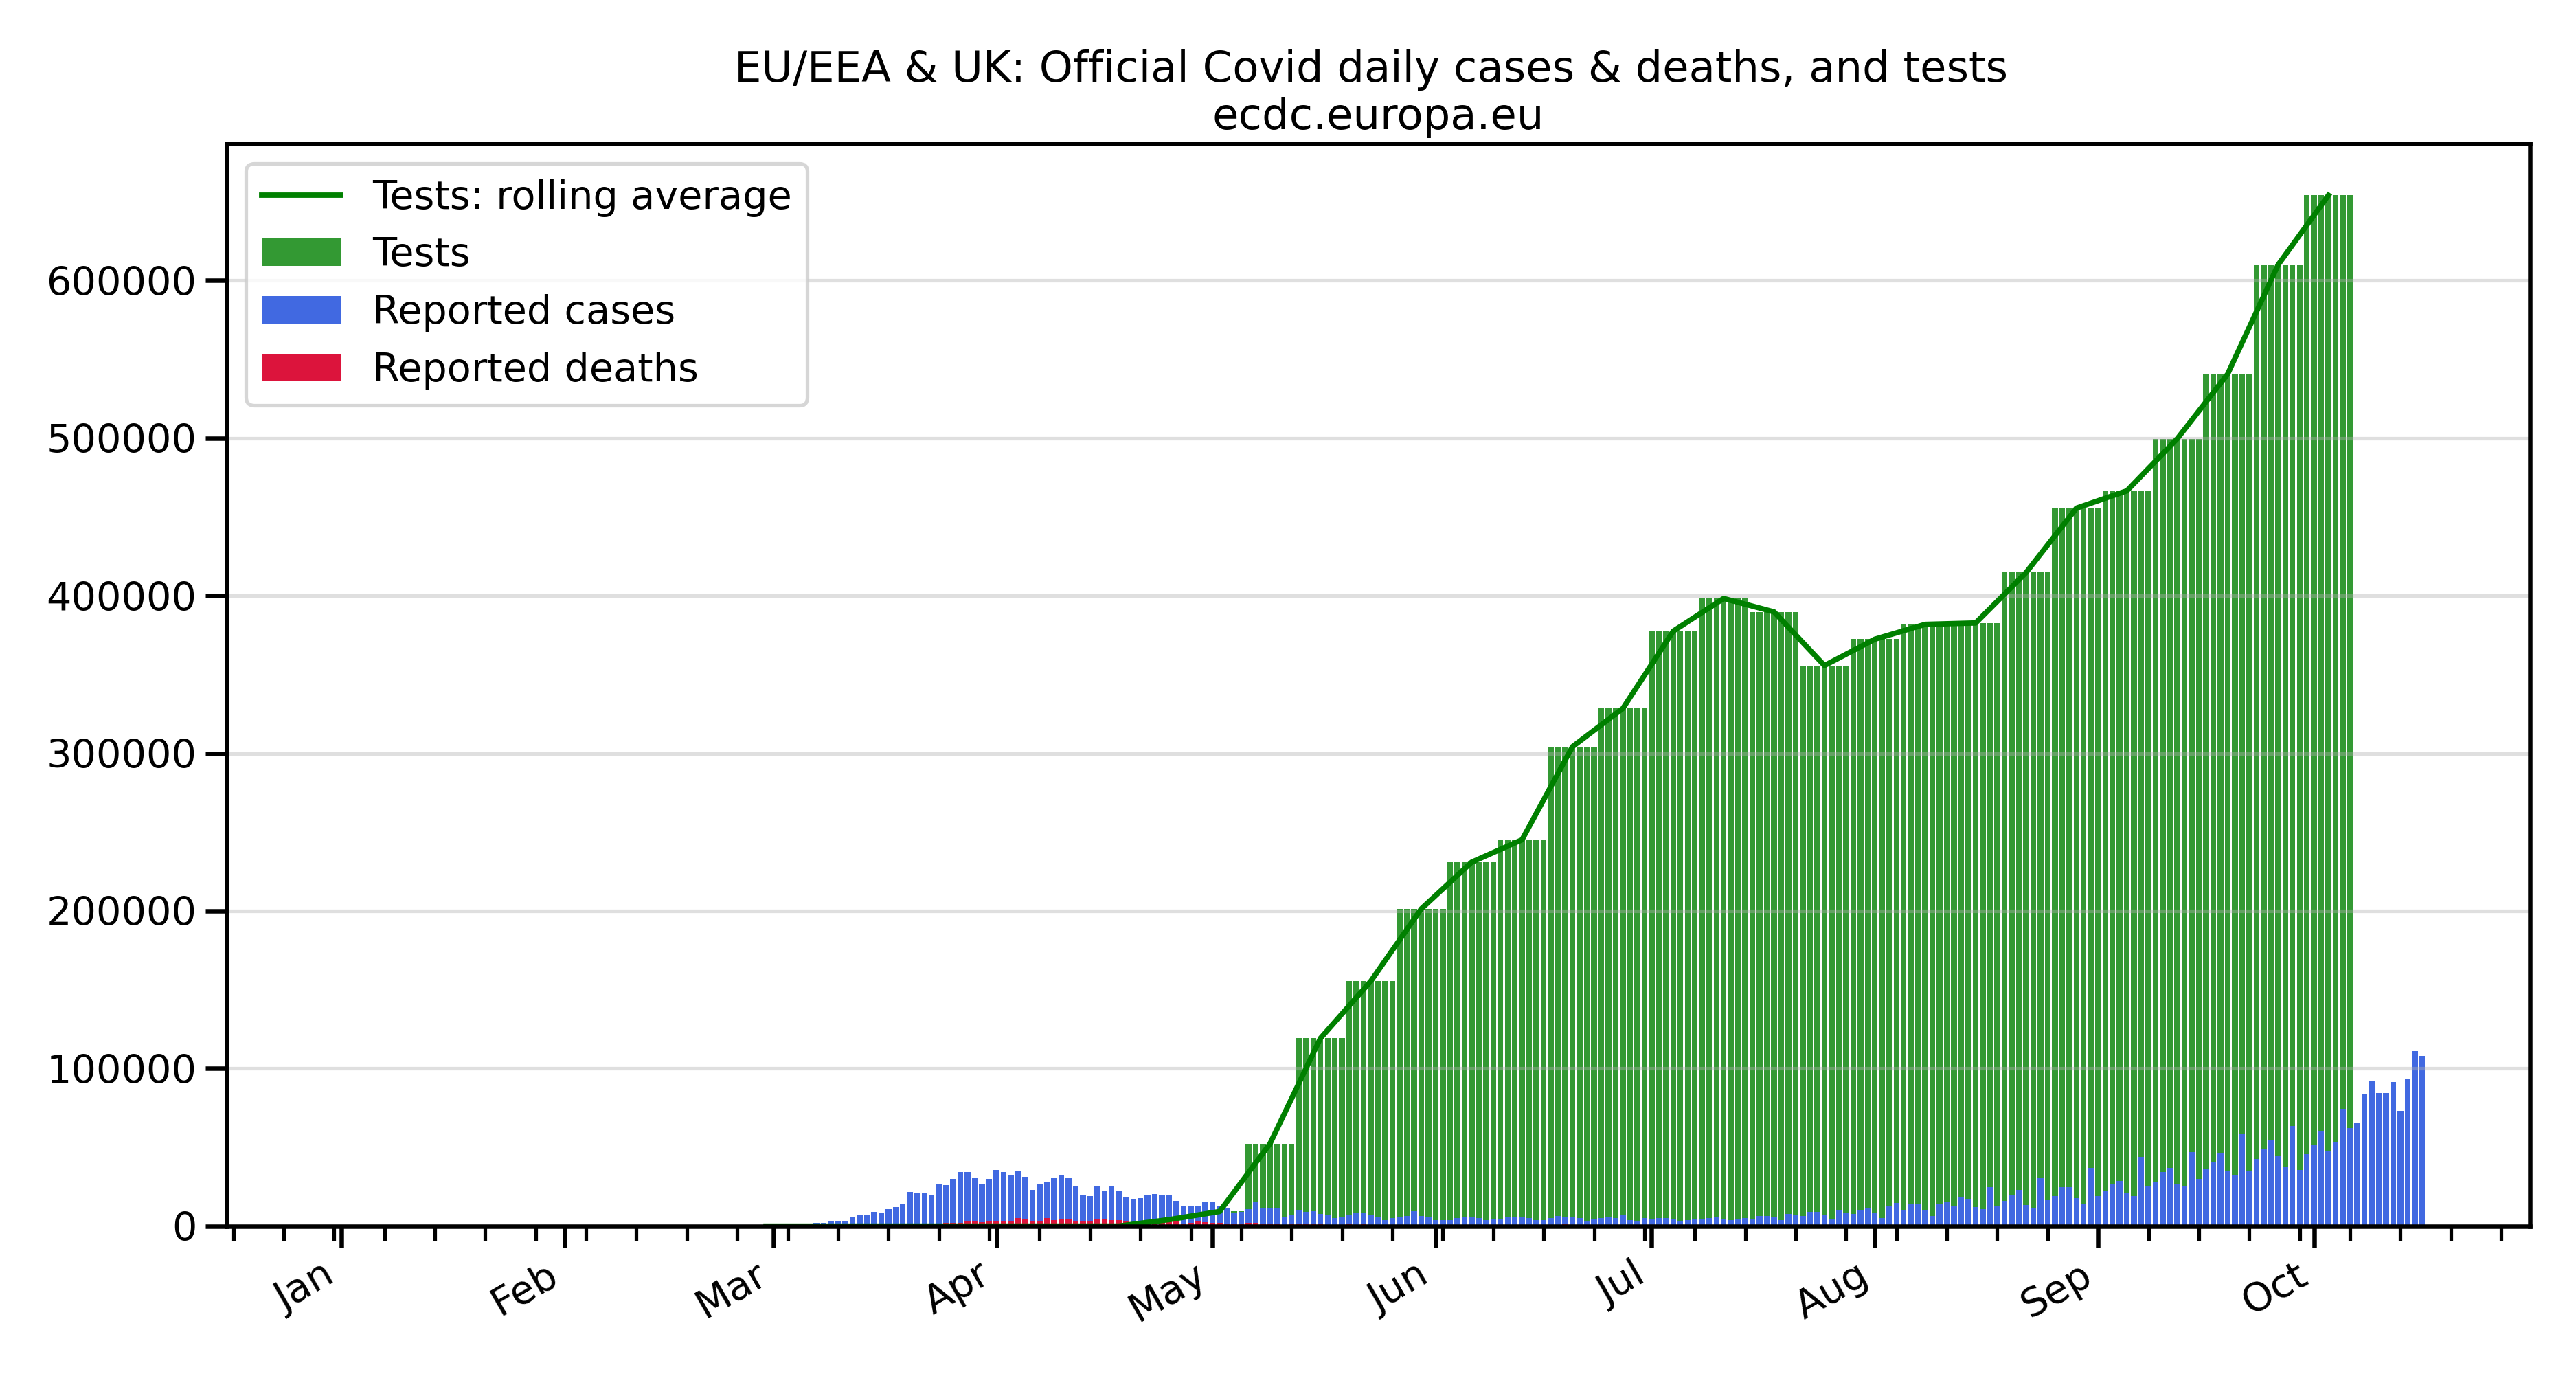 EU/EEA & UK: Official Covid daily cases & deaths, and tests
ecdc.europa.eu
Tests: rolling average
Tests
Reported cases
Reported deaths
600000
500000
400000
300000
200000
100000
0
Jan
Feb
Mar
Apr
May
Jun
Jul
Aug
Sep
Oct